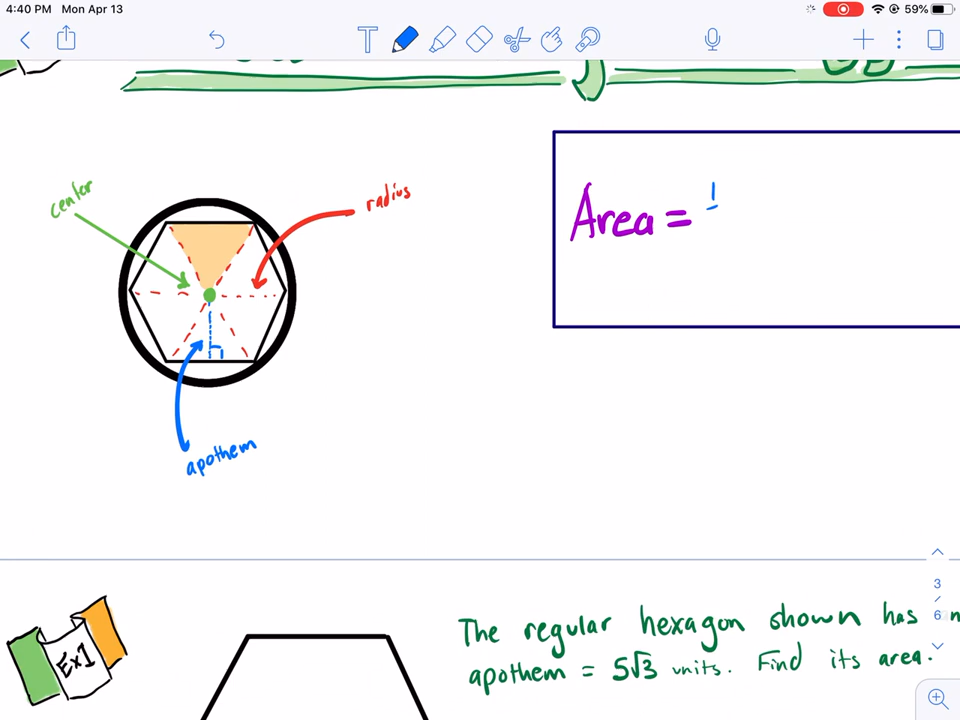 4:40 PM Mon Apr 13
59%
T
center
radius
Area = 1
apothem
3
/
6
Ex1
The regular hexagon shown has
apothem = 5√3 units. Find its area.